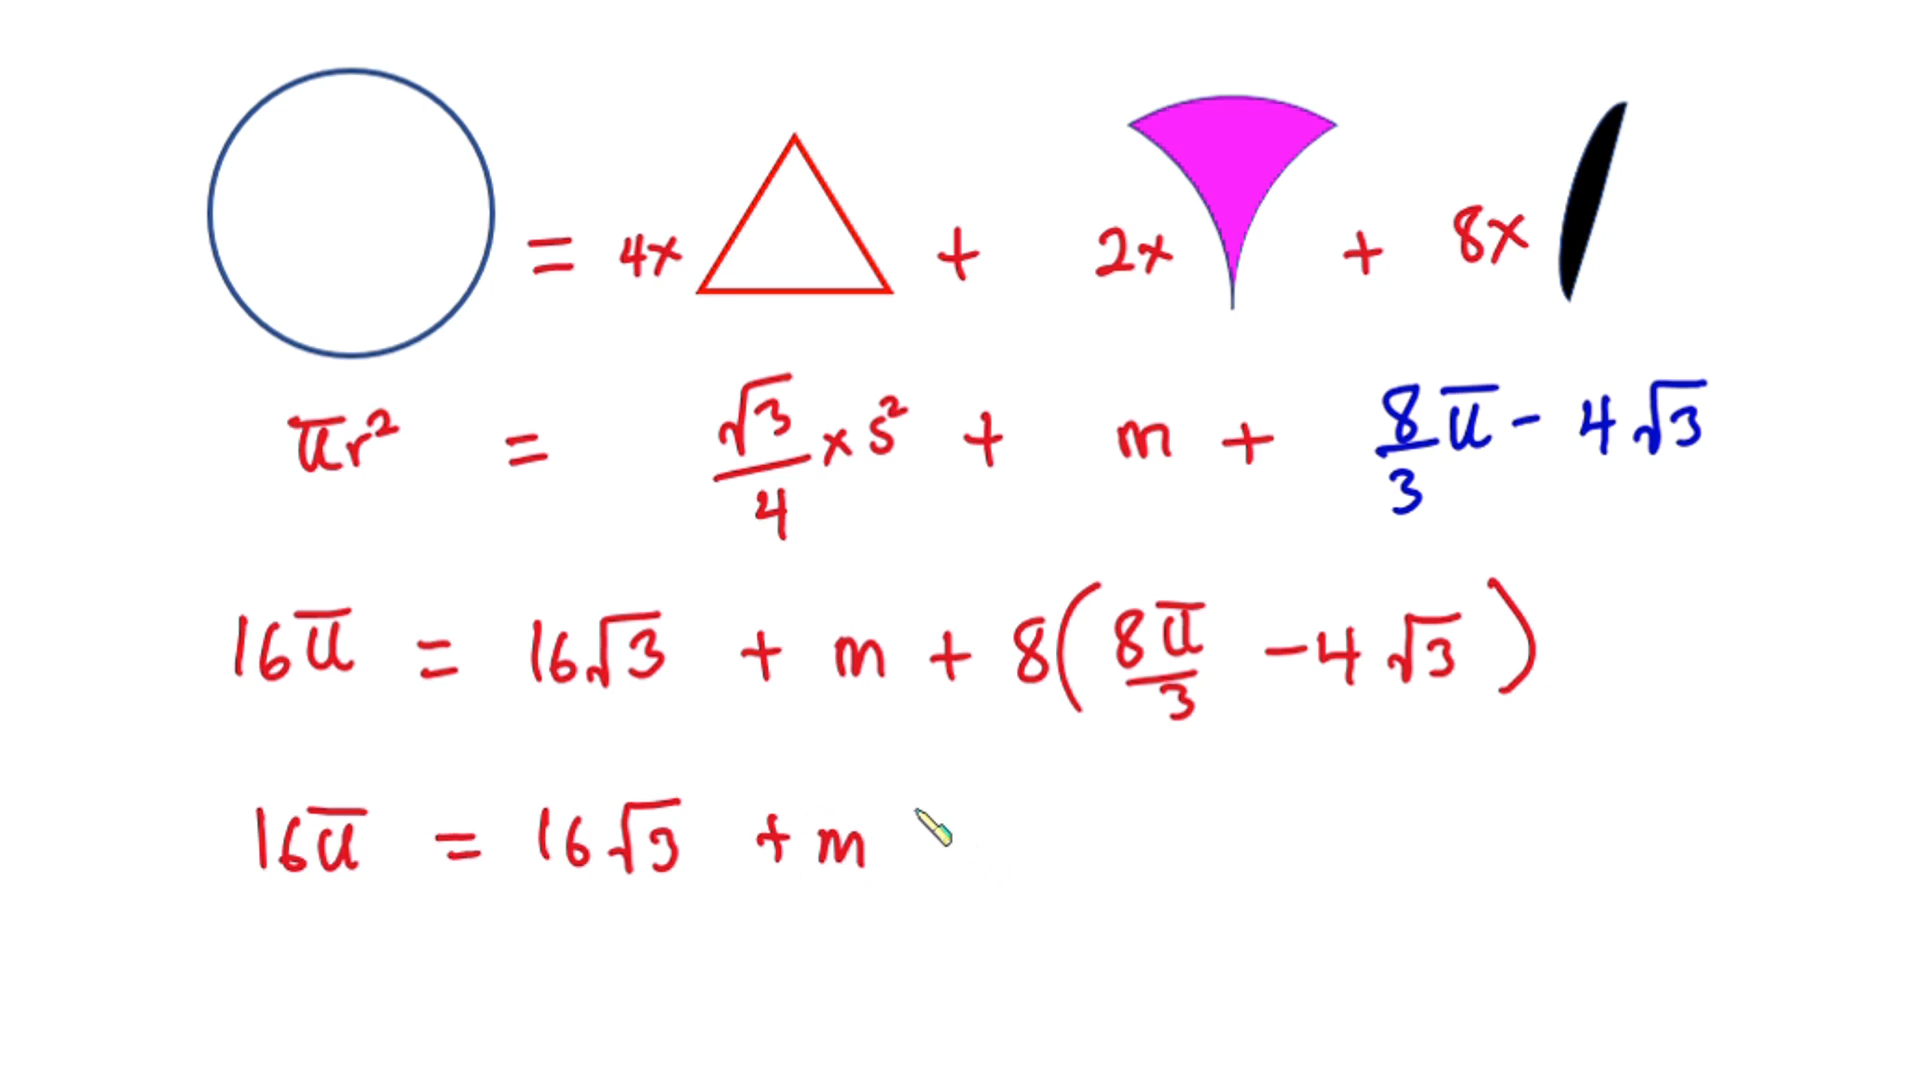 = 4x + 2x + 8x
πr² = √3/4 x s² + m + 8/3 π - 4√3
16π = 16√3 + m + 8(8π/3 - 4√3)
16π = 16√3 + m